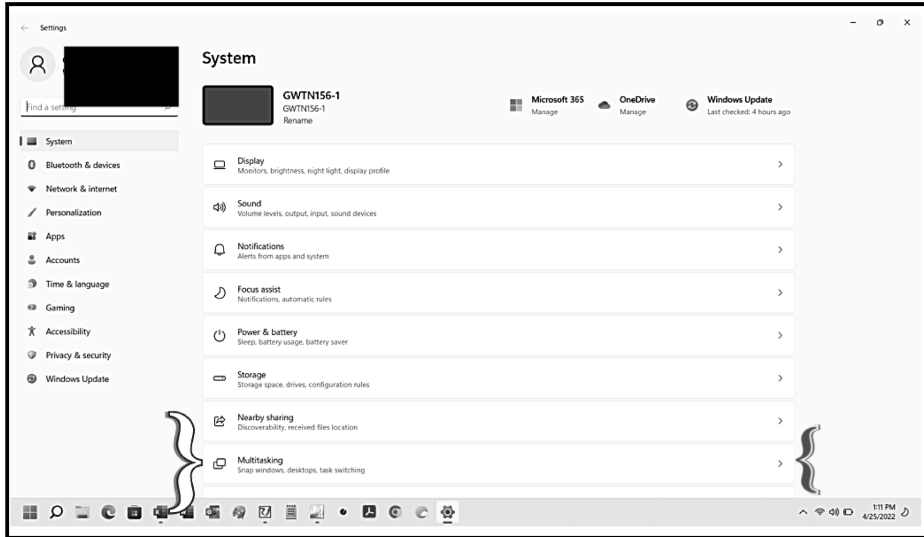 Settings
System
GWTN156-1
GWTN156-1
Rename
Microsoft 365
Manage
OneDrive
Manage
Windows Update
Last checked: 4 hours ago
Find a setting
System
Bluetooth & devices
Network & internet
Personalization
Apps
Accounts
Time & language
Gaming
Accessibility
Privacy & security
Windows Update
Display
Monitors, brightness, night light, display profile
Sound
Volume levels, output, input, sound devices
Notifications
Alerts from apps and system
Focus assist
Notifications, automatic rules
Power & battery
Sleep, battery usage, battery saver
Storage
Storage space, drives, configuration rules
Nearby sharing
Discoverability, received files location
Multitasking
Snap windows, desktops, task switching
1:11 PM
4/25/2022